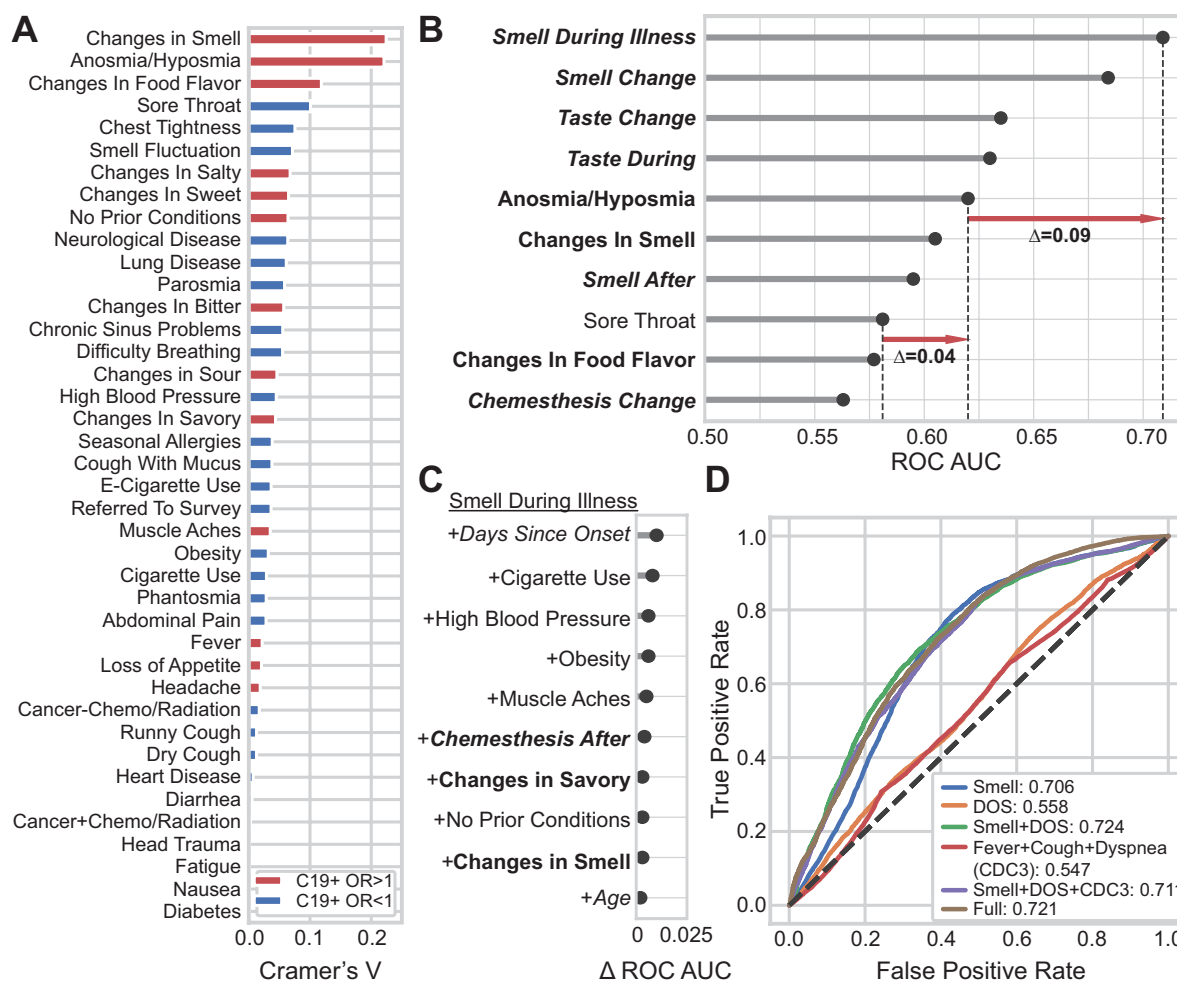 A
Changes in Smell
Anosmia/Hyposmia
Changes In Food Flavor
Sore Throat
Chest Tightness
Smell Fluctuation
Changes In Salty
Changes In Sweet
No Prior Conditions
Neurological Disease
Lung Disease
Parosmia
Changes In Bitter
Chronic Sinus Problems
Difficulty Breathing
Changes in Sour
High Blood Pressure
Changes In Savory
Seasonal Allergies
Cough With Mucus
E-Cigarette Use
Referred To Survey
Muscle Aches
Obesity
Cigarette Use
Phantosmia
Abdominal Pain
Fever
Loss of Appetite
Headache
Cancer-Chemo/Radiation
Runny Cough
Dry Cough
Heart Disease
Diarrhea
Cancer+Chemo/Radiation
Head Trauma
Fatigue
Nausea
Diabetes
C19+ OR>1
C19+ OR<1
0.0 0.1 0.2
Cramer's V
B
Smell During Illness
Smell Change
Taste Change
Taste During
Anosmia/Hyposmia
Changes In Smell
Smell After
Sore Throat
Changes In Food Flavor
Chemesthesis Change
Δ=0.09
Δ=0.04
0.50 0.55 0.60 0.65 0.70
ROC AUC
C
Smell During Illness
+Days Since Onset
+Cigarette Use
+High Blood Pressure
+Obesity
+Muscle Aches
+Chemesthesis After
+Changes in Savory
+No Prior Conditions
+Changes in Smell
+Age
0 0.025
Δ ROC AUC
D
True Positive Rate
1.0
0.8
0.6
0.4
0.2
0.0
Smell: 0.706
DOS: 0.558
Smell+DOS: 0.724
Fever+Cough+Dyspnea
(CDC3): 0.547
Smell+DOS+CDC3: 0.711
Full: 0.721
0.0 0.2 0.4 0.6 0.8 1.0
False Positive Rate